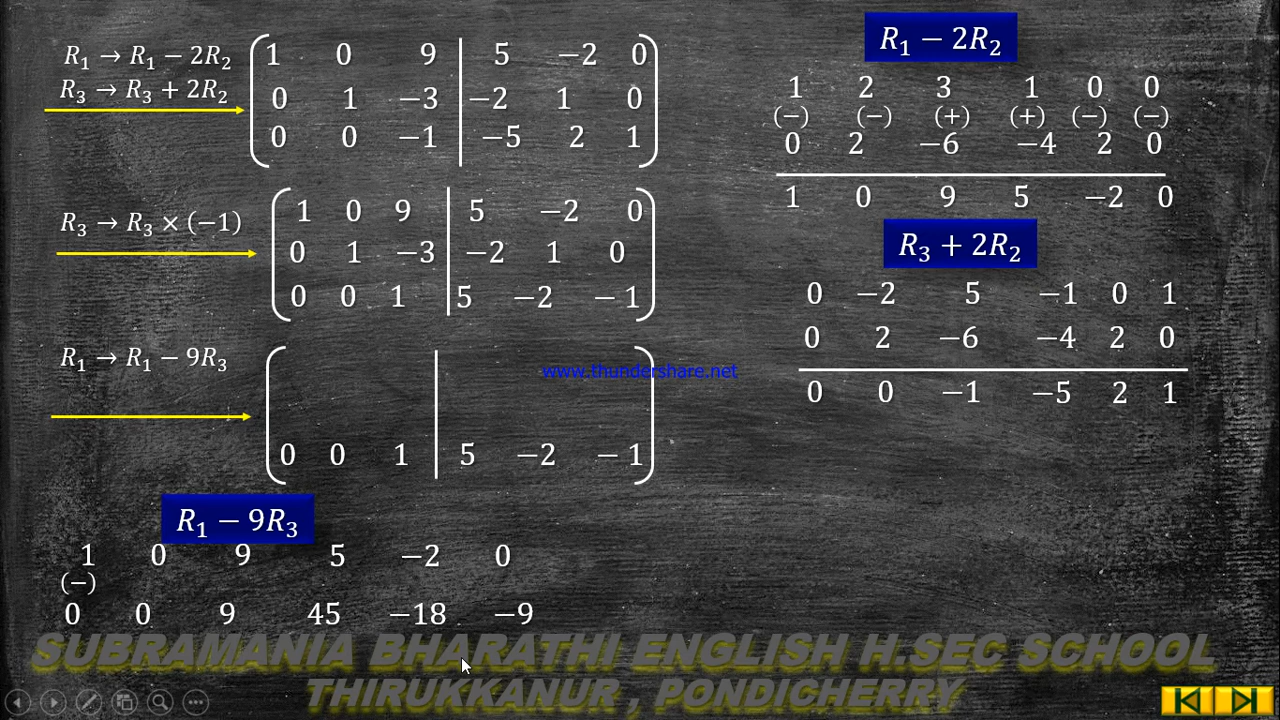 R₁ → R₁ − 2R₂
R₃ → R₃ + 2R₂
1 0 9 5 −2 0
0 1 −3 −2 1 0
0 0 −1 −5 2 1
R₃ → R₃ × (−1)
1 0 9 5 −2 0
0 1 −3 −2 1 0
0 0 1 5 −2 −1
R₁ → R₁ − 9R₃
www.thundershare.net
0 0 1 5 −2 −1
R₁ − 9R₃
1 0 9 5 −2 0
(−)
0 0 9 45 −18 −9
R₁ − 2R₂
1 2 3 1 0 0
(−) (−) (+) (+) (−) (−)
0 2 −6 −4 2 0
1 0 9 5 −2 0
R₃ + 2R₂
0 −2 5 −1 0 1
0 2 −6 −4 2 0
0 0 −1 −5 2 1
SUBRAMANIA BHARATHI ENGLISH H.SEC SCHOOL
THIRUKKANUR , PONDICHERRY